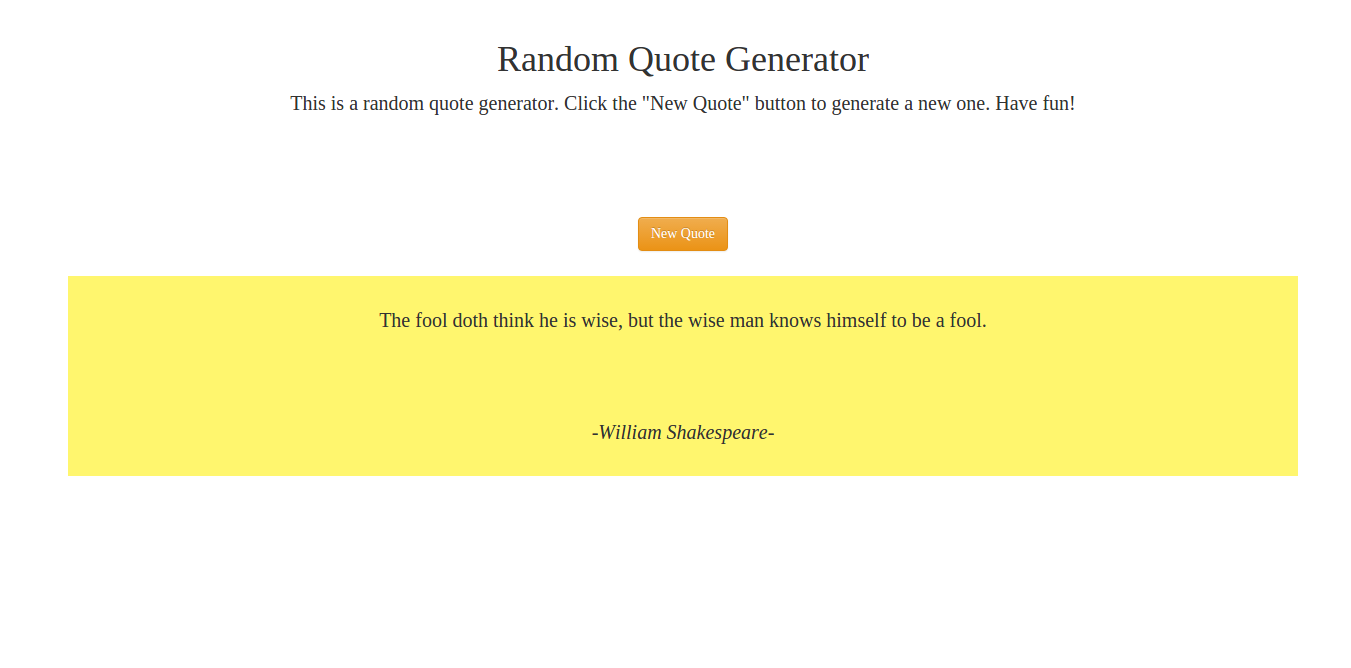 Random Quote Generator
This is a random quote generator. Click the "New Quote" button to generate a new one. Have fun!
New Quote
The fool doth think he is wise, but the wise man knows himself to be a fool.
-William Shakespeare-